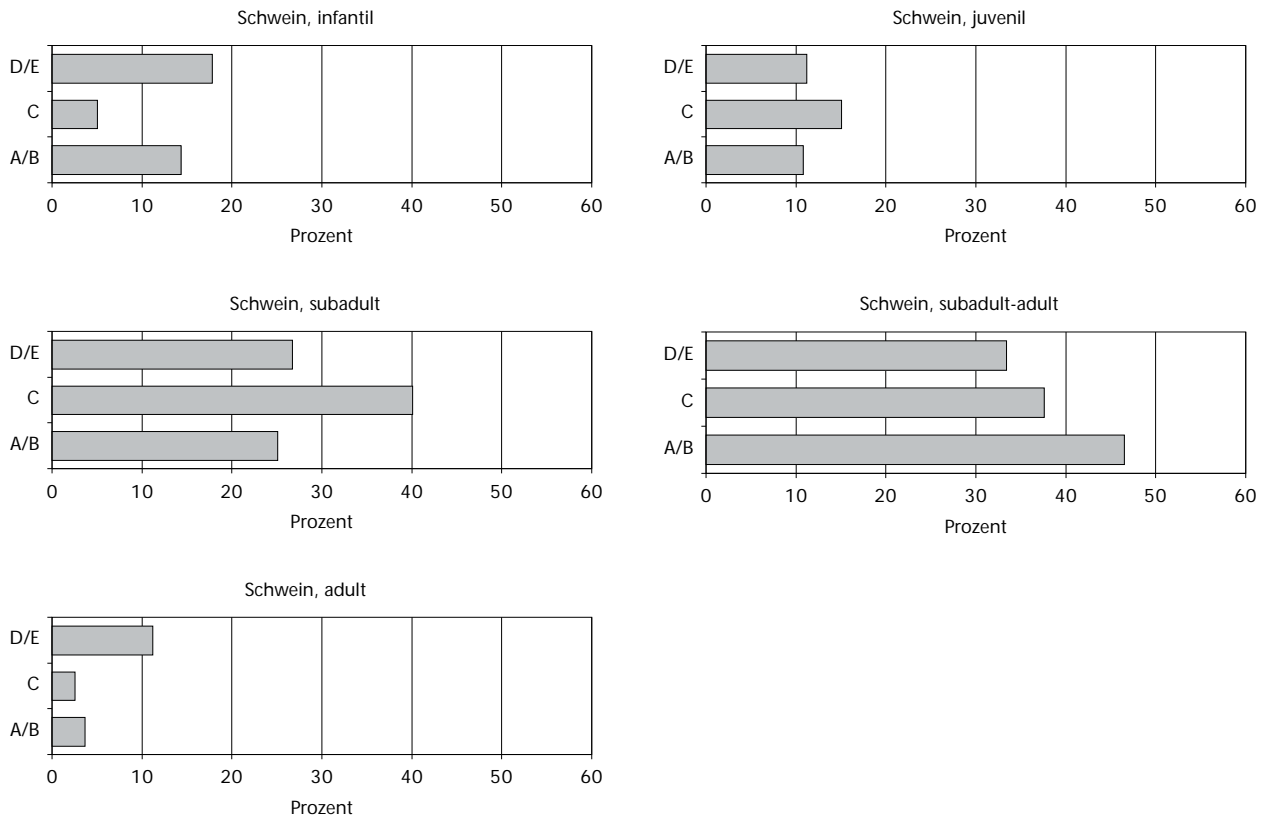 Schwein, infantil
D/E
C
A/B
0 10 20 30 40 50 60
Prozent
Schwein, juvenil
D/E
C
A/B
0 10 20 30 40 50 60
Prozent
Schwein, subadult
D/E
C
A/B
0 10 20 30 40 50 60
Prozent
Schwein, subadult-adult
D/E
C
A/B
0 10 20 30 40 50 60
Prozent
Schwein, adult
D/E
C
A/B
0 10 20 30 40 50 60
Prozent